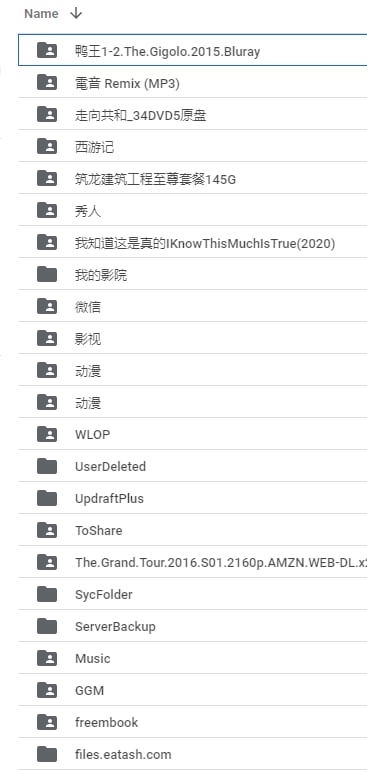 Name
鸭王1-2.The.Gigolo.2015.Bluray
電音 Remix (MP3)
走向共和_34DVD5原盘
西游记
筑龙建筑工程至尊套餐145G
秀人
我知道这是真的IKnowThisMuchIsTrue(2020)
我的影院
微信
影视
动漫
动漫
WLOP
UserDeleted
UpdraftPlus
ToShare
The.Grand.Tour.2016.S01.2160p.AMZN.WEB-DL.x2
SycFolder
ServerBackup
Music
GGM
freembook
files.eatash.com